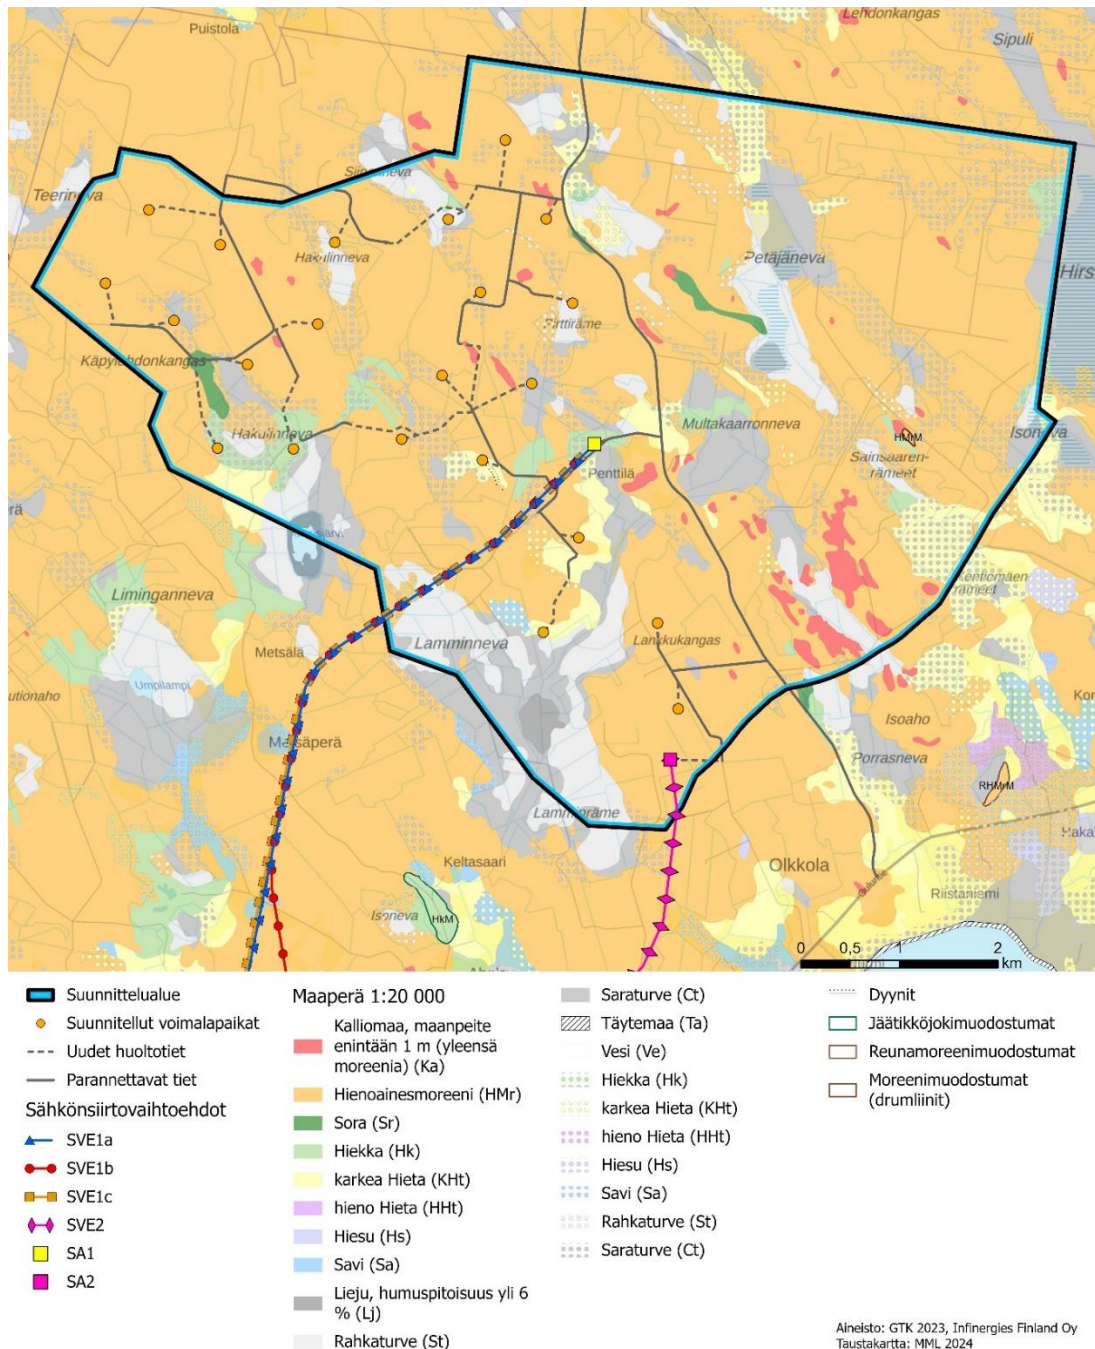 Puistola
Lehdonkangas
Sipuli
Teerineva
Hakulinneva
Petäjäneva
Hirs
Pirttiräme
Käpylehdonkangas
Hakulinneva
Multakaarronneva
Isoneva
HMrM
Sainsaaren-
rämeet
Penttilä
Liminganneva
Metsälä
Lamminneva
Lankkukangas
utionaho
Umpilampi
Isoaho
Kor
Metsäperä
Porrasneva
RHMrM
Lamminräme
Keltasaari
Olkkola
Isoneva
HkM
Riistaniemi
0 0,5 1 2
km
Suunnittelualue
Suunnitellut voimalapaikat
Uudet huoltotiet
Parannettavat tiet
Sähkönsiirtovaihtoehdot
SVE1a
SVE1b
SVE1c
SVE2
SA1
SA2
Maaperä 1:20 000
Kalliomaa, maanpeite
enintään 1 m (yleensä
moreenia) (Ka)
Hienoainesmoreeni (HMr)
Sora (Sr)
Hiekka (Hk)
karkea Hieta (KHt)
hieno Hieta (HHt)
Hiesu (Hs)
Savi (Sa)
Lieju, humuspitoisuus yli 6
% (Lj)
Rahkaturve (St)
Saraturve (Ct)
Täytemaa (Ta)
Vesi (Ve)
Hiekka (Hk)
karkea Hieta (KHt)
hieno Hieta (HHt)
Hiesu (Hs)
Savi (Sa)
Rahkaturve (St)
Saraturve (Ct)
Dyynit
Jäätikköjokimuodostumat
Reunamoreenimuodostumat
Moreenimuodostumat
(drumliinit)
Aineisto: GTK 2023, Infinergies Finland Oy
Taustakartta: MML 2024